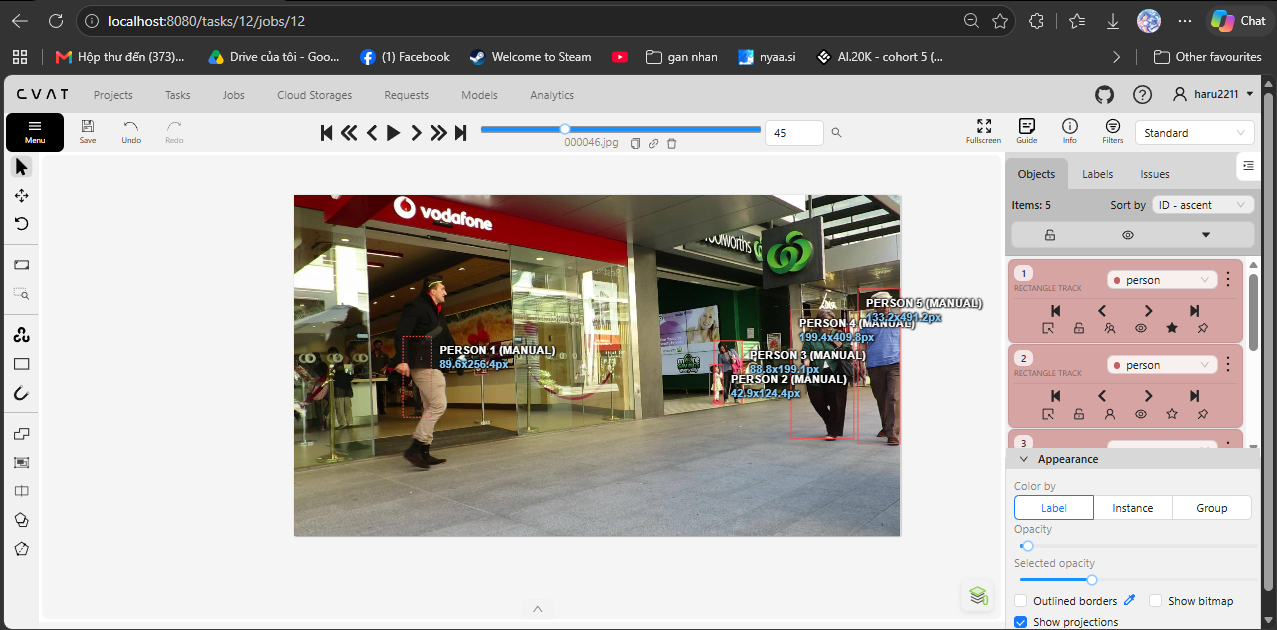 localhost:8080/tasks/12/jobs/12
Chat
Hộp thư đến (373)...
Drive của tôi - Goo...
(1) Facebook
Welcome to Steam
gan nhan
nyaa.si
AI.20K - cohort 5 (...
Other favourites
CVAT
Projects
Tasks
Jobs
Cloud Storages
Requests
Models
Analytics
haru2211
Menu
Save
Undo
Redo
000046.jpg
45
Fullscreen
Guide
Info
Filters
Standard
Objects
Labels
Issues
Items: 5
Sort by
ID - ascent
vodafone
oolworths
PERSON 5 (MANUAL)
133.2x491.2px
PERSON 4 (MANUAL)
199.4x409.8px
PERSON 1 (MANUAL)
89.6x256.4px
PERSON 3 (MANUAL)
88.8x199.1px
PERSON 2 (MANUAL)
42.9x124.4px
1
person
RECTANGLE TRACK
2
person
RECTANGLE TRACK
3
Appearance
Color by
Label
Instance
Group
Opacity
Selected opacity
Outlined borders
Show bitmap
Show projections